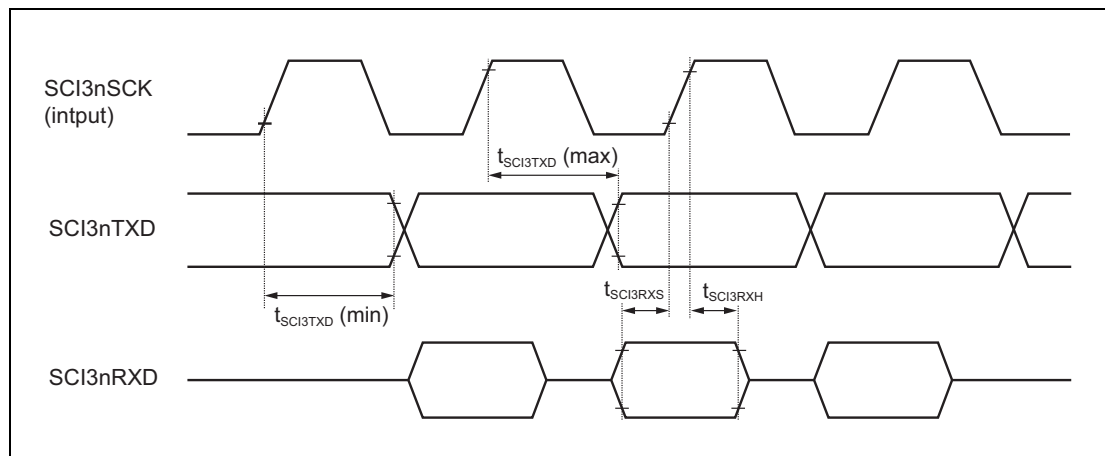 SCI3nSCK
(intput)
tSCI3TXD (max)
SCI3nTXD
tSCI3RXS
tSCI3RXH
tSCI3TXD (min)
SCI3nRXD